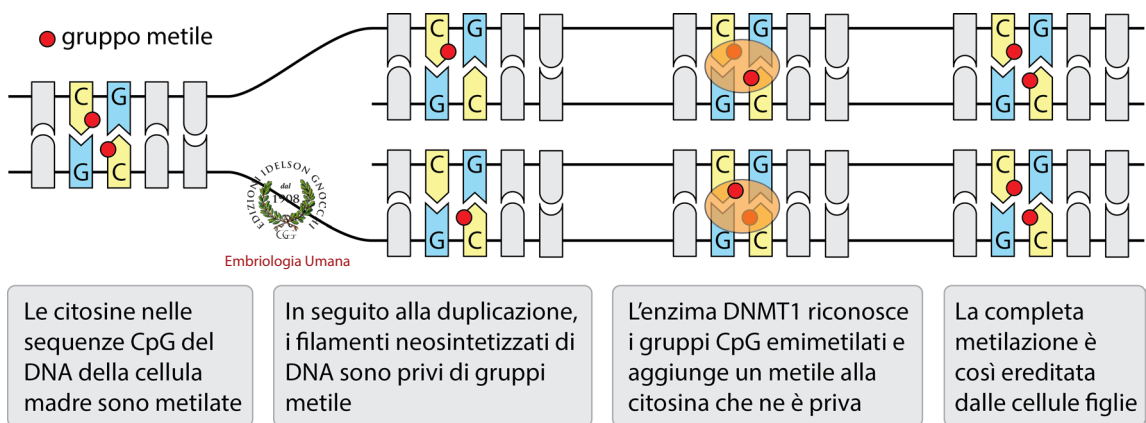 gruppo metile
C G
G C
C G
G C
C G
G C
C G
G C
C G
G C
C G
G C
C G
G C
EDIZIONI IDELSON GNOCCHI
dal
1908
CGG
Embriologia Umana
Le citosine nelle
sequenze CpG del
DNA della cellula
madre sono metilate
In seguito alla duplicazione,
i filamenti neosintetizzati di
DNA sono privi di gruppi
metile
L'enzima DNMT1 riconosce
i gruppi CpG emimetilati e
aggiunge un metile alla
citosina che ne è priva
La completa
metilazione è
così ereditata
dalle cellule figlie